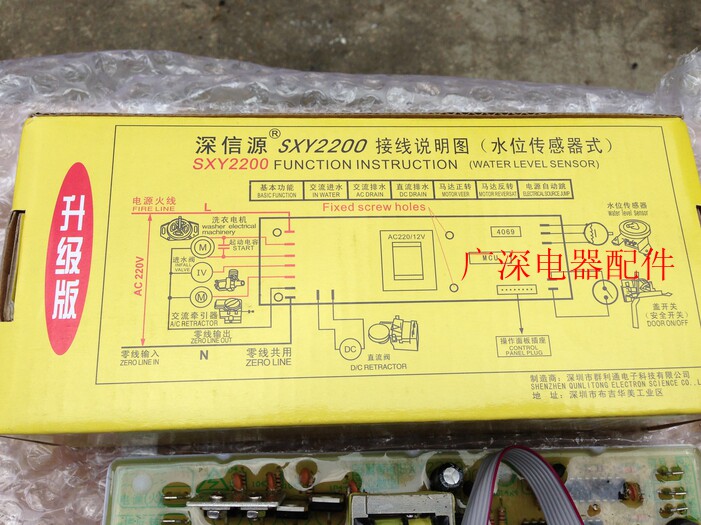 深信源® SXY2200 接线说明图（水位传感器式）
SXY2200 FUNCTION INSTRUCTION (WATER LEVEL SENSOR)
升级版
基本功能 交流进水 交流排水 直流排水 马达正转 马达反转 电源自动跳
BASIC FUNCTION IN WATER AC DRAIN DC DRAIN MOTOR VEER MOTOR REVERSAT ELECTRICAL SOURCE JUMP
电源火线
FIRE LINE
L
Fixed screw holes
水位传感器
Water level Sensor
洗衣电机
washer electrical
machinery
M
起动电容
START
AC220/12V
4069
MCU
广深电器配件
AC 220V
进水阀
INFALL
VALVE
IV
M
交流牵引器
A/C RETRACTOR
盖开关
(安全开关)
DOOR ON/OFF
零线输出
ZERO LINE OUT
零线输入
ZERO LINE IN
N
零线共用
ZERO LINE
DC
直流阀
D/C RETRACTOR
操作面板插座
CONTROL
PANEL PLUG
制造商：深圳市群利通电子科技有限公司
SHENZHEN QUNLITONG ELECTRON SCIENCE CO.,
地址：深圳市布吉华美工业区